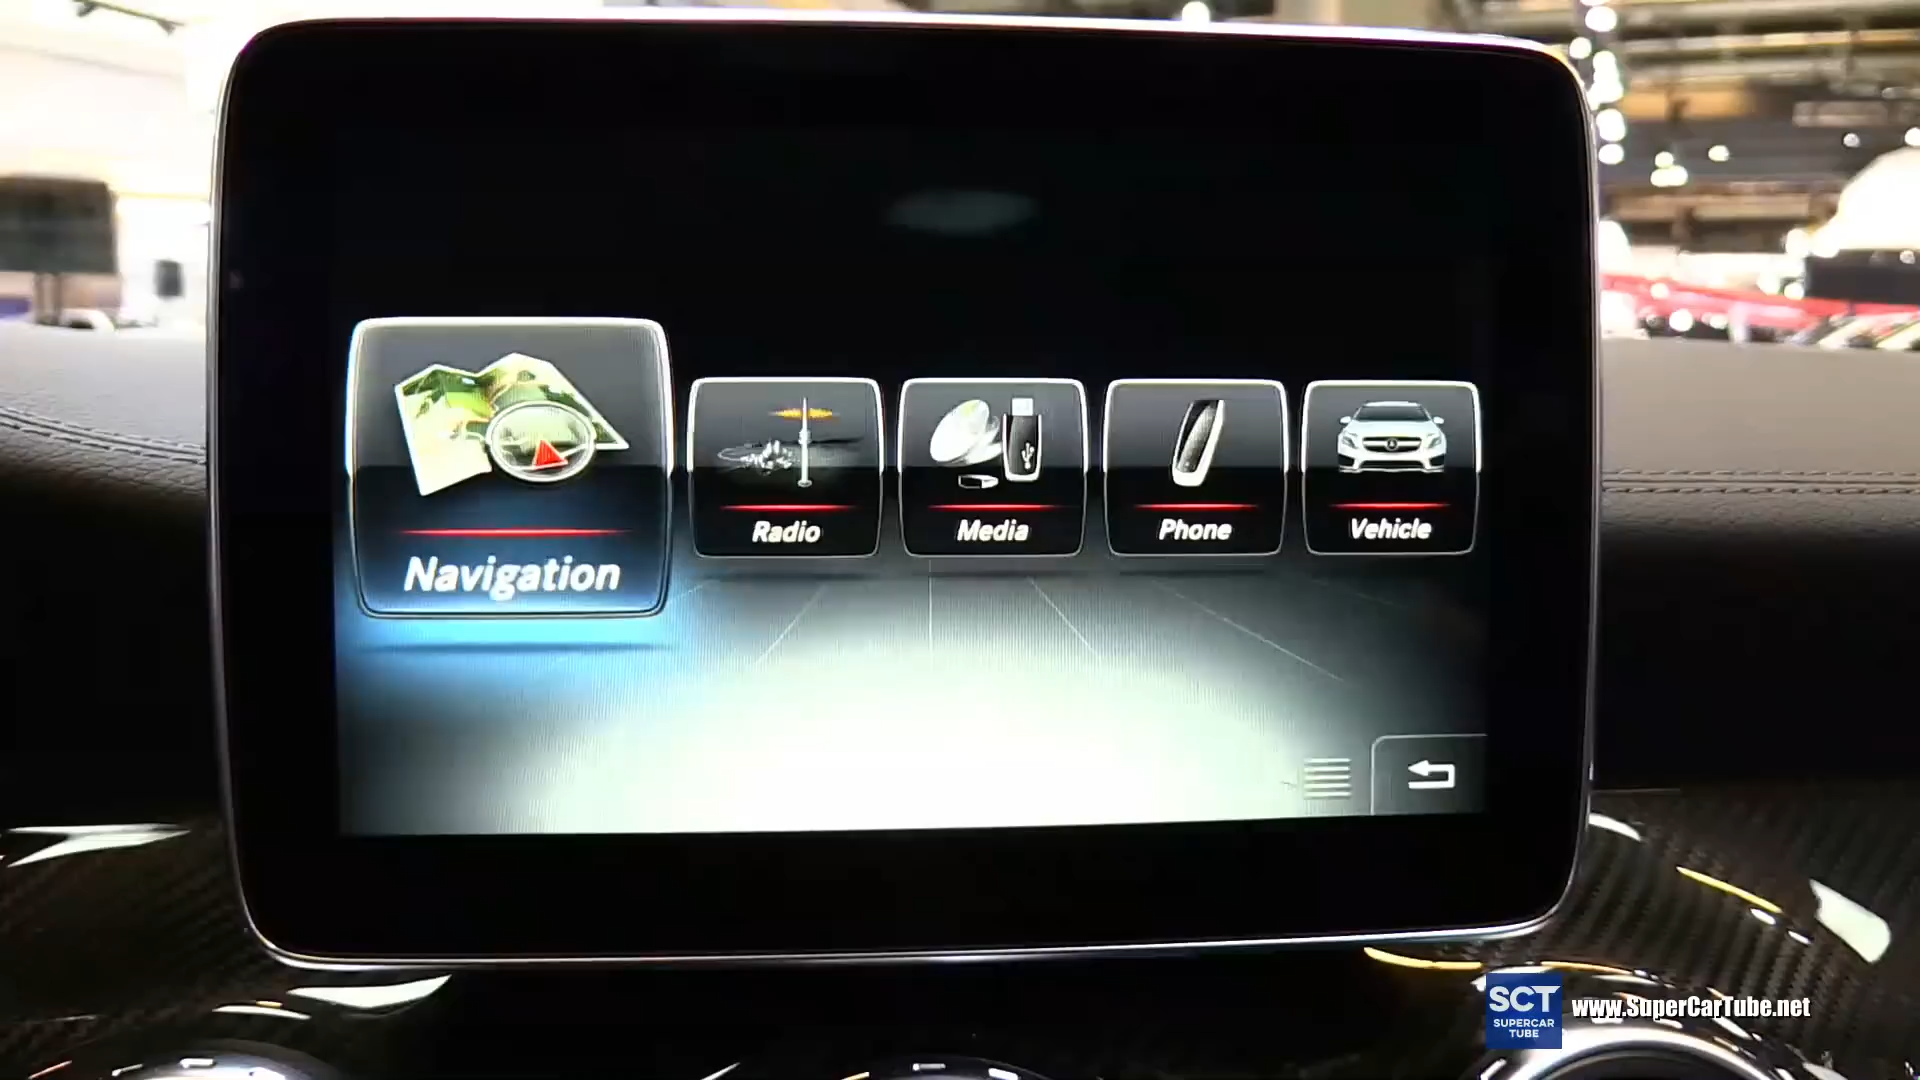 Navigation
Radio
Media
Phone
Vehicle
SCT
SUPERCAR
TUBE
www.SuperCarTube.net